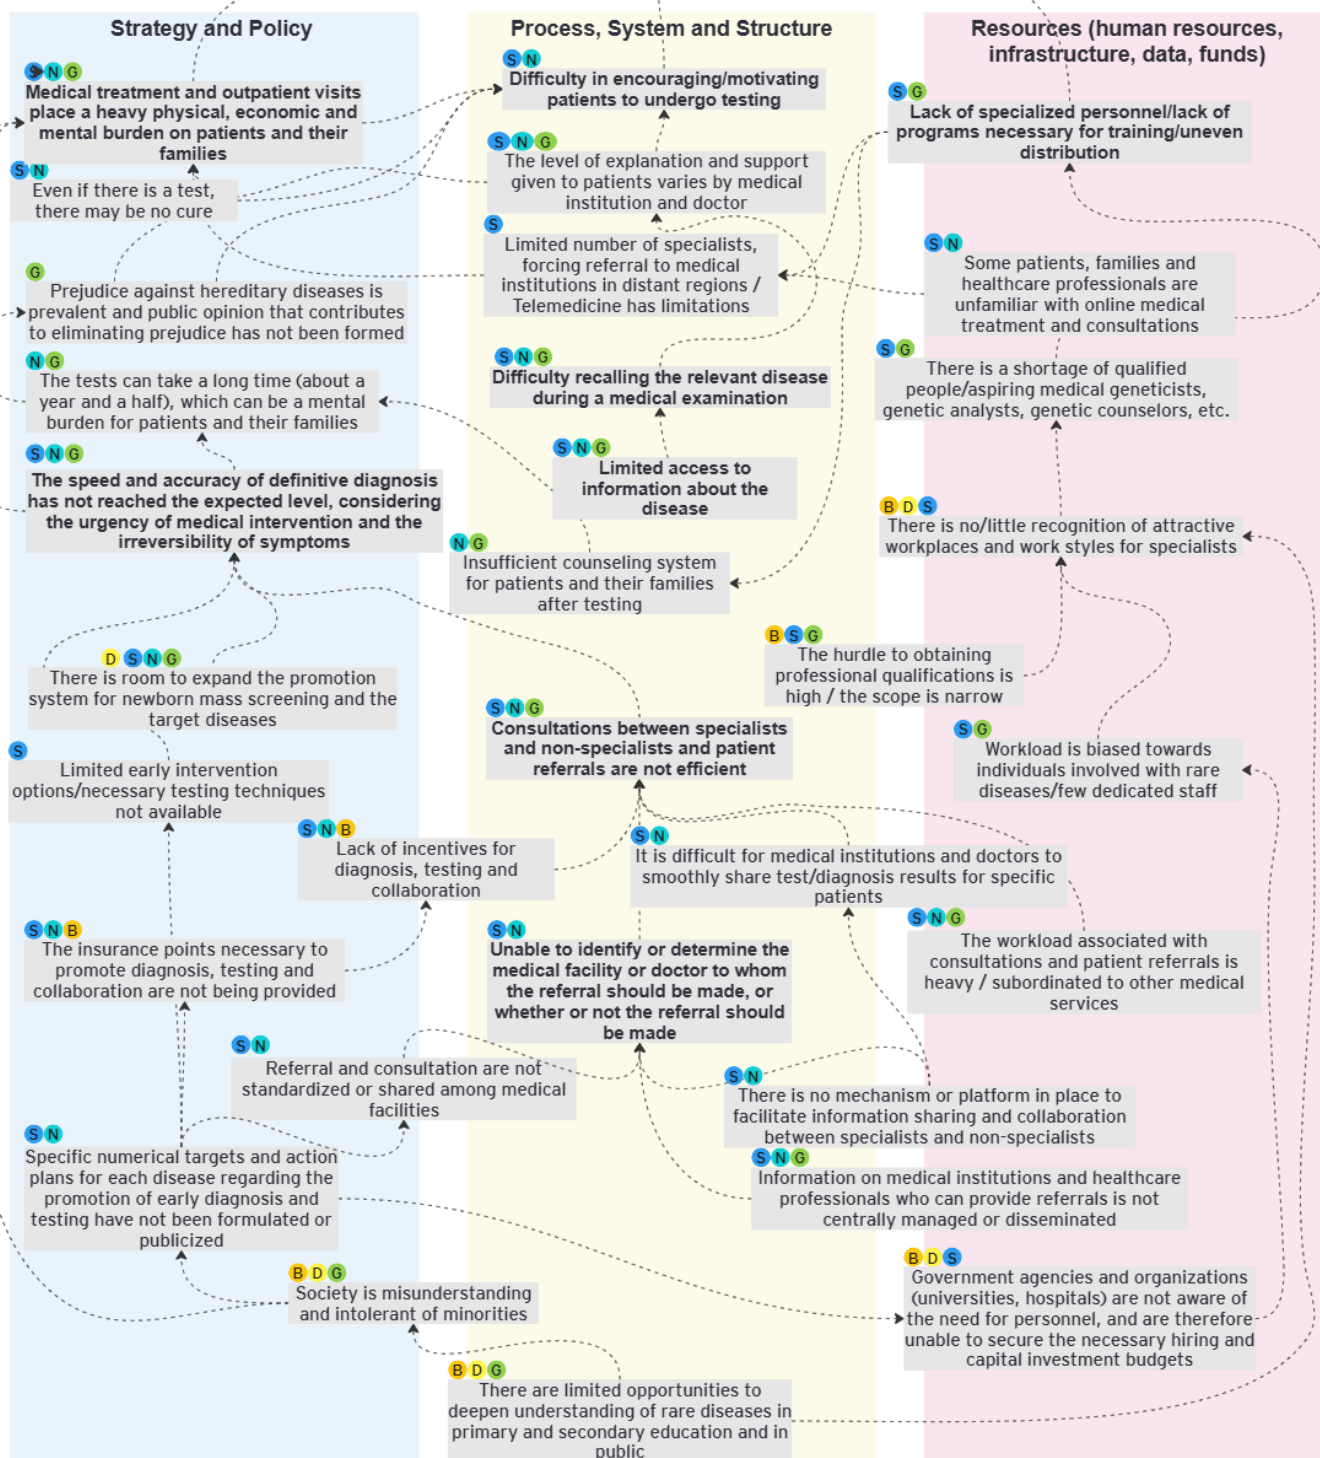 Strategy and Policy
S N G
Medical treatment and outpatient visits
place a heavy physical, economic and
mental burden on patients and their
families
S N
Even if there is a test,
there may be no cure
G
Prejudice against hereditary diseases is
prevalent and public opinion that contributes
to eliminating prejudice has not been formed
N G
The tests can take a long time (about a
year and a half), which can be a mental
burden for patients and their families
S N G
The speed and accuracy of definitive diagnosis
has not reached the expected level, considering
the urgency of medical intervention and the
irreversibility of symptoms
D S N G
There is room to expand the promotion
system for newborn mass screening and the
target diseases
S
Limited early intervention
options/necessary testing techniques
not available
S N B
Lack of incentives for
diagnosis, testing and
collaboration
S N B
The insurance points necessary to
promote diagnosis, testing and
collaboration are not being provided
S N
Referral and consultation are not
standardized or shared among medical
facilities
S N
Specific numerical targets and action
plans for each disease regarding the
promotion of early diagnosis and
testing have not been formulated or
publicized
B D G
Society is misunderstanding
and intolerant of minorities
Process, System and Structure
S N
Difficulty in encouraging/motivating
patients to undergo testing
S N G
The level of explanation and support
given to patients varies by medical
institution and doctor
S
Limited number of specialists,
forcing referral to medical
institutions in distant regions /
Telemedicine has limitations
S N G
Difficulty recalling the relevant disease
during a medical examination
S N G
Limited access to
information about the
disease
N G
Insufficient counseling system
for patients and their families
after testing
S N G
Consultations between specialists
and non-specialists and patient
referrals are not efficient
S N
It is difficult for medical institutions and doctors to
smoothly share test/diagnosis results for specific
patients
S N
Unable to identify or determine the
medical facility or doctor to whom
the referral should be made, or
whether or not the referral should
be made
S N
There is no mechanism or platform in place to
facilitate information sharing and collaboration
between specialists and non-specialists
S N G
Information on medical institutions and healthcare
professionals who can provide referrals is not
centrally managed or disseminated
B D G
There are limited opportunities to
deepen understanding of rare diseases in
primary and secondary education and in
public
Resources (human resources,
infrastructure, data, funds)
S G
Lack of specialized personnel/lack of
programs necessary for training/uneven
distribution
S N
Some patients, families and
healthcare professionals are
unfamiliar with online medical
treatment and consultations
S G
There is a shortage of qualified
people/aspiring medical geneticists,
genetic analysts, genetic counselors, etc.
B D S
There is no/little recognition of attractive
workplaces and work styles for specialists
B S G
The hurdle to obtaining
professional qualifications is
high / the scope is narrow
S G
Workload is biased towards
individuals involved with rare
diseases/few dedicated staff
S N G
The workload associated with
consultations and patient referrals is
heavy / subordinated to other medical
services
B D S
Government agencies and organizations
(universities, hospitals) are not aware of
the need for personnel, and are therefore
unable to secure the necessary hiring and
capital investment budgets